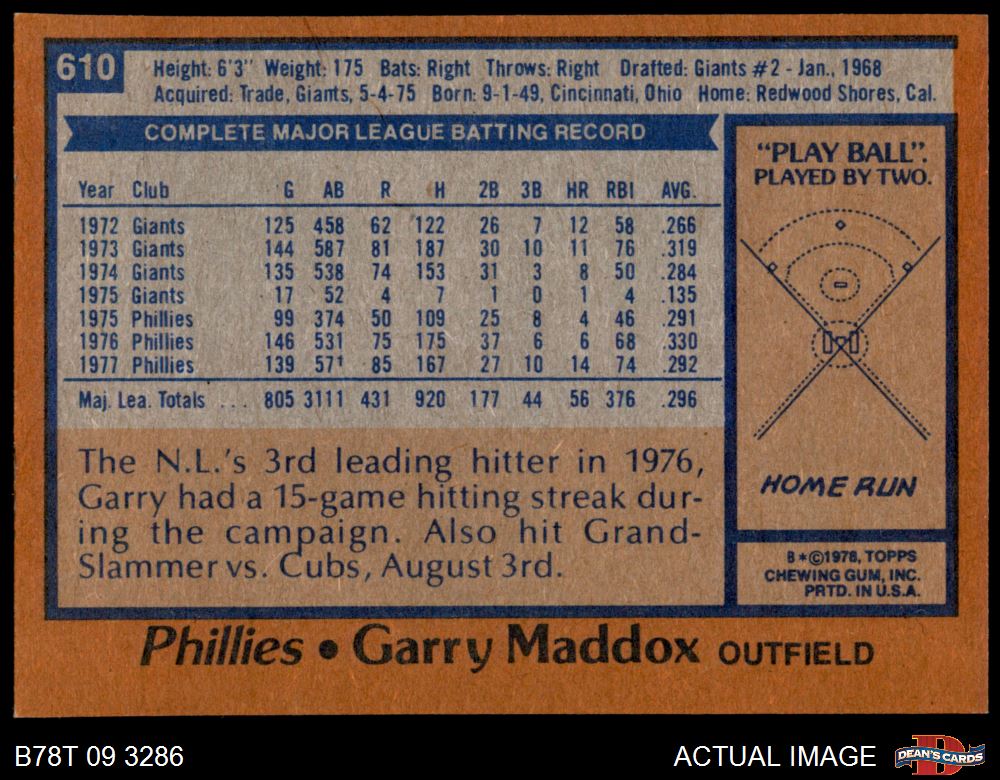 610
Height: 6'3" Weight: 175 Bats: Right Throws: Right Drafted: Giants #2 - Jan., 1968
Acquired: Trade, Giants, 5-4-75 Born: 9-1-49, Cincinnati, Ohio Home: Redwood Shores, Cal.
COMPLETE MAJOR LEAGUE BATTING RECORD
Year Club G AB R H 2B 3B HR RBI AVG.
1972 Giants 125 458 62 122 26 7 12 58 .266
1973 Giants 144 587 81 187 30 10 11 76 .319
1974 Giants 135 538 74 153 31 3 8 50 .284
1975 Giants 17 52 4 7 1 0 1 4 .135
1975 Phillies 99 374 50 109 25 8 4 46 .291
1976 Phillies 146 531 75 175 37 6 6 68 .330
1977 Phillies 139 571 85 167 27 10 14 74 .292
Maj. Lea. Totals ... 805 3111 431 920 177 44 56 376 .296
The N.L.'s 3rd leading hitter in 1976,
Garry had a 15-game hitting streak dur-
ing the campaign. Also hit Grand-
Slammer vs. Cubs, August 3rd.
"PLAY BALL".
PLAYED BY TWO.
HOME RUN
B*©1978, TOPPS
CHEWING GUM, INC.
PRTD. IN U.S.A.
Phillies • Garry Maddox OUTFIELD
B78T 09 3286
ACTUAL IMAGE
D
DEAN'S CARDS